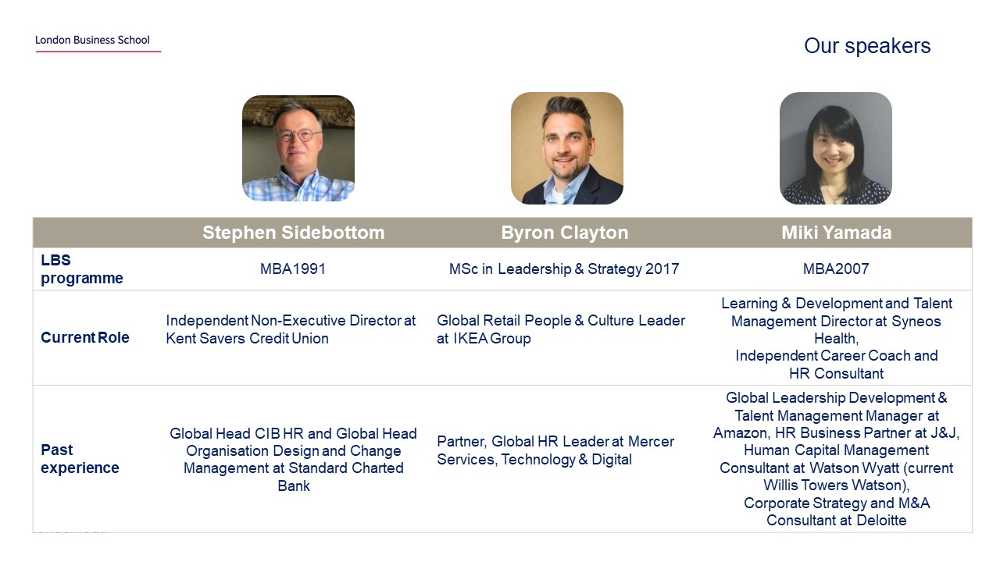 London Business School
Our speakers
Stephen Sidebottom
Byron Clayton
Miki Yamada
LBS
programme
MBA1991
MSc in Leadership & Strategy 2017
MBA2007
Current Role
Independent Non-Executive Director at
Kent Savers Credit Union
Global Retail People & Culture Leader
at IKEA Group
Learning & Development and Talent
Management Director at Syneos
Health,
Independent Career Coach and
HR Consultant
Past
experience
Global Head CIB HR and Global Head
Organisation Design and Change
Management at Standard Charted
Bank
Partner, Global HR Leader at Mercer
Services, Technology & Digital
Global Leadership Development &
Talent Management Manager at
Amazon, HR Business Partner at J&J,
Human Capital Management
Consultant at Watson Wyatt (current
Willis Towers Watson),
Corporate Strategy and M&A
Consultant at Deloitte